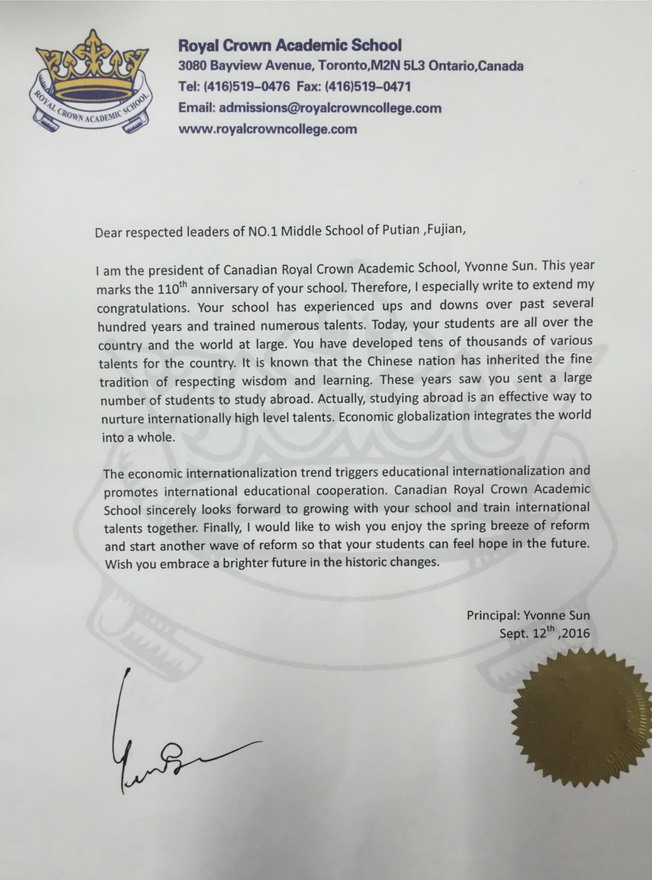 ROYAL CROWN ACADEMIC SCHOOL
Royal Crown Academic School
3080 Bayview Avenue, Toronto,M2N 5L3 Ontario,Canada
Tel: (416)519-0476 Fax: (416)519-0471
Email: admissions@royalcrowncollege.com
www.royalcrowncollege.com
Dear respected leaders of NO.1 Middle School of Putian ,Fujian,
I am the president of Canadian Royal Crown Academic School, Yvonne Sun. This year
marks the 110th anniversary of your school. Therefore, I especially write to extend my
congratulations. Your school has experienced ups and downs over past several
hundred years and trained numerous talents. Today, your students are all over the
country and the world at large. You have developed tens of thousands of various
talents for the country. It is known that the Chinese nation has inherited the fine
tradition of respecting wisdom and learning. These years saw you sent a large
number of students to study abroad. Actually, studying abroad is an effective way to
nurture internationally high level talents. Economic globalization integrates the world
into a whole.
The economic internationalization trend triggers educational internationalization and
promotes international educational cooperation. Canadian Royal Crown Academic
School sincerely looks forward to growing with your school and train international
talents together. Finally, I would like to wish you enjoy the spring breeze of reform
and start another wave of reform so that your students can feel hope in the future.
Wish you embrace a brighter future in the historic changes.
Principal: Yvonne Sun
Sept. 12th ,2016